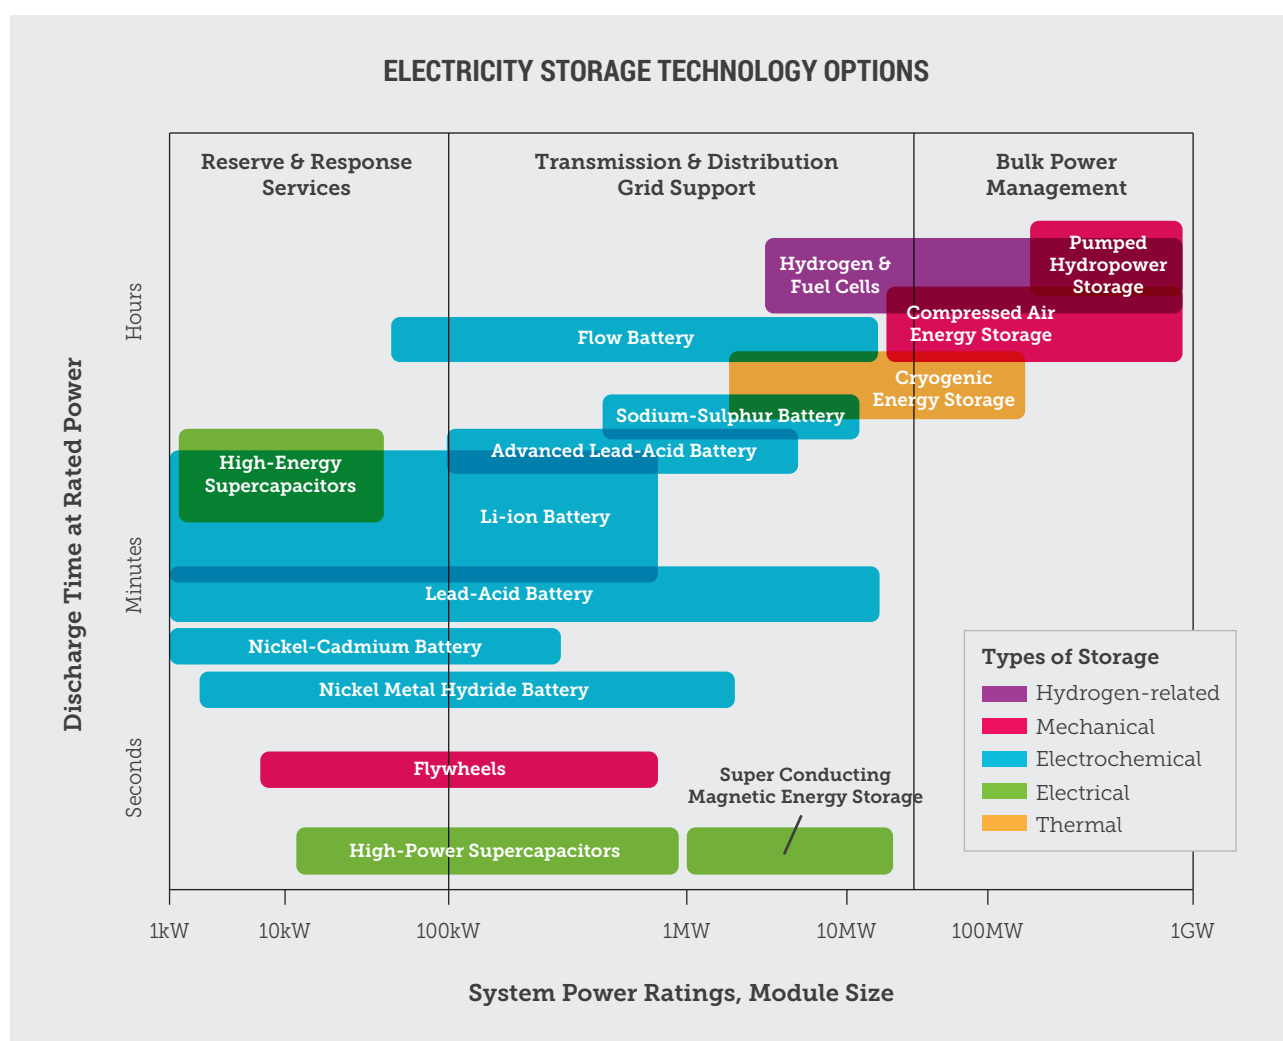 ELECTRICITY STORAGE TECHNOLOGY OPTIONS
Reserve & Response
Services
Transmission & Distribution
Grid Support
Bulk Power
Management
Pumped
Hydropower
Storage
Hydrogen &
Fuel Cells
Compressed Air
Energy Storage
Flow Battery
Cryogenic
Energy Storage
Sodium-Sulphur Battery
Advanced Lead-Acid Battery
High-Energy
Supercapacitors
Li-ion Battery
Lead-Acid Battery
Nickel-Cadmium Battery
Nickel Metal Hydride Battery
Flywheels
Super Conducting
Magnetic Energy Storage
High-Power Supercapacitors
Discharge Time at Rated Power
Hours
Minutes
Seconds
Types of Storage
Hydrogen-related
Mechanical
Electrochemical
Electrical
Thermal
1kW
10kW
100kW
1MW
10MW
100MW
1GW
System Power Ratings, Module Size